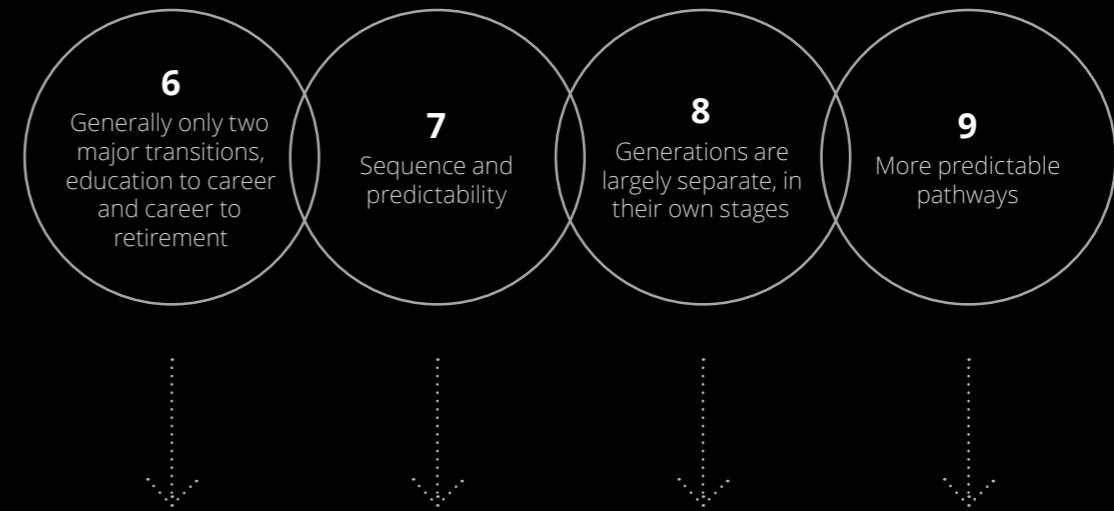 6
Generally only two
major transitions,
education to career
and career to
retirement
7
Sequence and
predictability
8
Generations are
largely separate, in
their own stages
9
More predictable
pathways